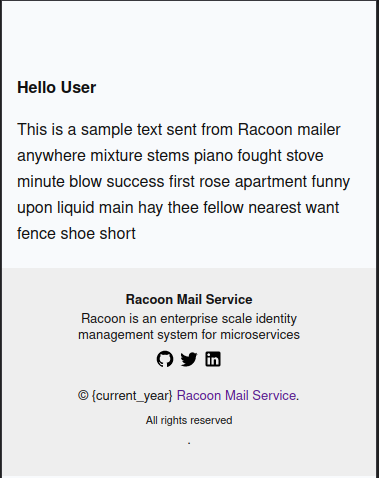 Hello User
This is a sample text sent from Racoon mailer
anywhere mixture stems piano fought stove
minute blow success first rose apartment funny
upon liquid main hay thee fellow nearest want
fence shoe short
Racoon Mail Service
Racoon is an enterprise scale identity
management system for microservices
© {current_year} Racoon Mail Service.
All rights reserved
.